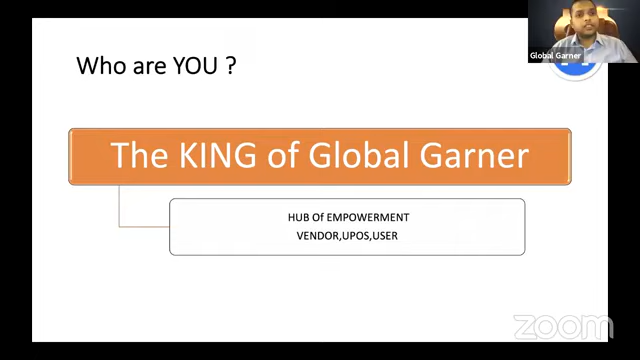 Who are YOU ?
Global Garner
The KING of Global Garner
HUB Of EMPOWERMENT
VENDOR,UPOS,USER
zoom